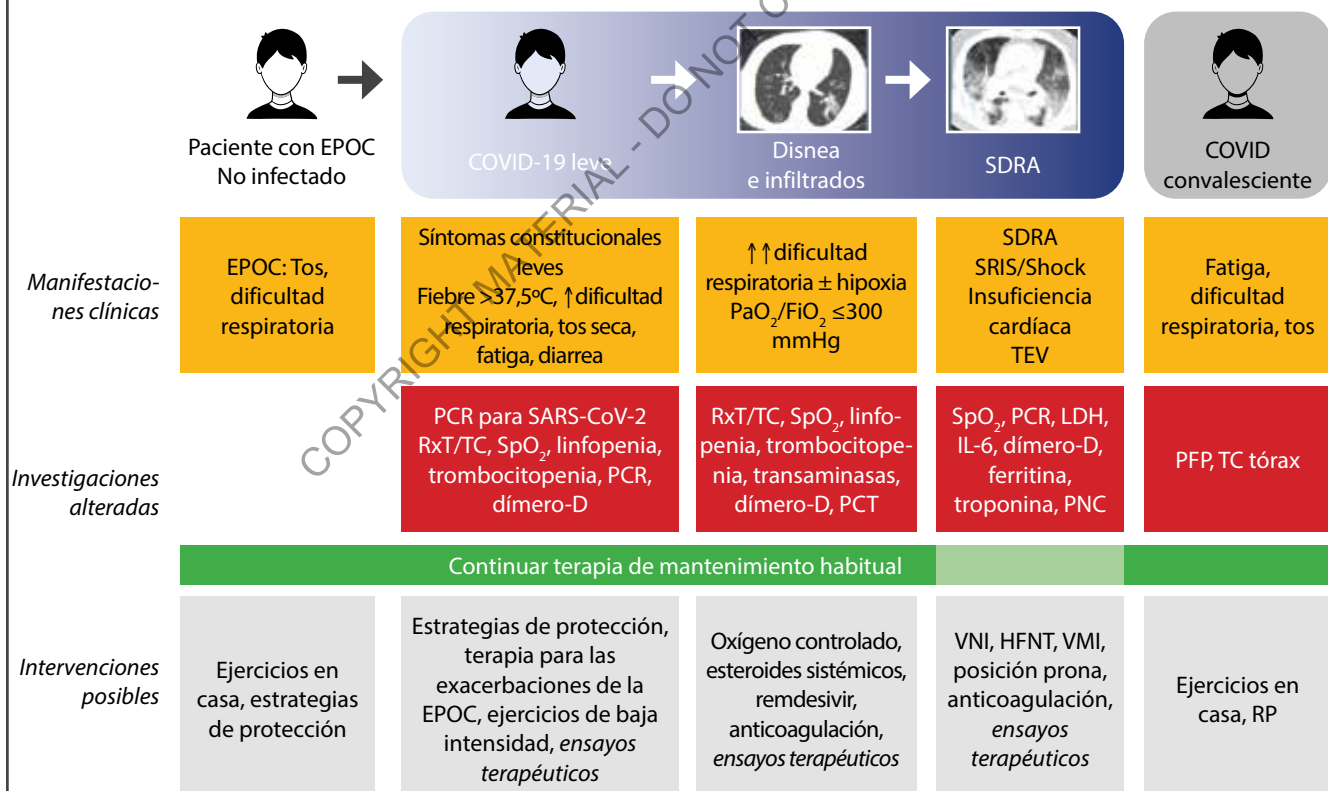 Paciente con EPOC
No infectado
COVID-19 leve
Disnea
e infiltrados
SDRA
COVID
convalesciente
Manifestacio-
nes clínicas
EPOC: Tos,
dificultad
respiratoria
Síntomas constitucionales
leves
Fiebre >37,5ºC, ↑dificultad
respiratoria, tos seca,
fatiga, diarrea
↑↑dificultad
respiratoria ± hipoxia
PaO₂/FiO₂ ≤300
mmHg
SDRA
SRIS/Shock
Insuficiencia
cardíaca
TEV
Fatiga,
dificultad
respiratoria, tos
Investigaciones
alteradas
PCR para SARS-CoV-2
RxT/TC, SpO₂, linfopenia,
trombocitopenia, PCR,
dímero-D
RxT/TC, SpO₂, linfo-
penia, trombocitope-
nia, transaminasas,
dímero-D, PCT
SpO₂, PCR, LDH,
IL-6, dímero-D,
ferritina,
troponina, PNC
PFP, TC tórax
Continuar terapia de mantenimiento habitual
Intervenciones
posibles
Ejercicios en
casa, estrategias
de protección
Estrategias de protección,
terapia para las
exacerbaciones de la
EPOC, ejercicios de baja
intensidad, ensayos
terapéuticos
Oxígeno controlado,
esteroides sistémicos,
remdesivir,
anticoagulación,
ensayos terapéuticos
VNI, HFNT, VMI,
posición prona,
anticoagulación,
ensayos
terapéuticos
Ejercicios en
casa, RP
COPYRIGHT MATERIAL - DO NOT